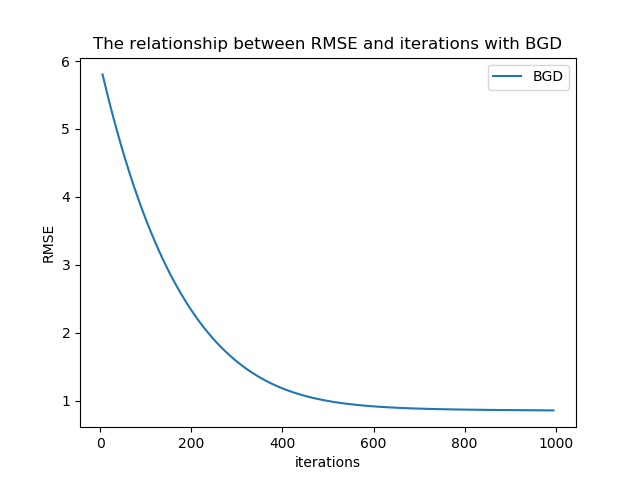 The relationship between RMSE and iterations with BGD
BGD
6
5
4
3
2
1
RMSE
0 200 400 600 800 1000
iterations